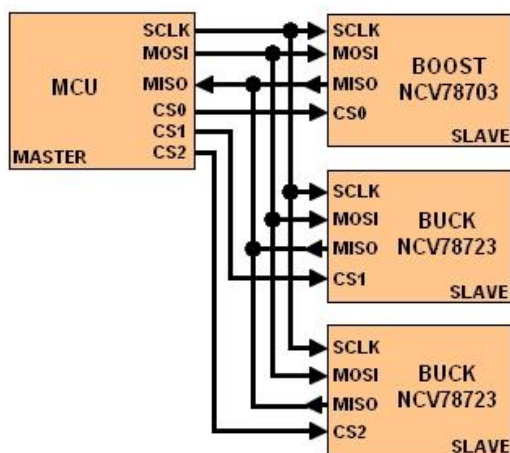 SCLK
MOSI
MISO
CS0
CS1
CS2
MCU
MASTER
SCLK
MOSI
MISO
CS0
BOOST
NCV78703
SLAVE
SCLK
MOSI
MISO
CS1
BUCK
NCV78723
SLAVE
SCLK
MOSI
MISO
CS2
BUCK
NCV78723
SLAVE